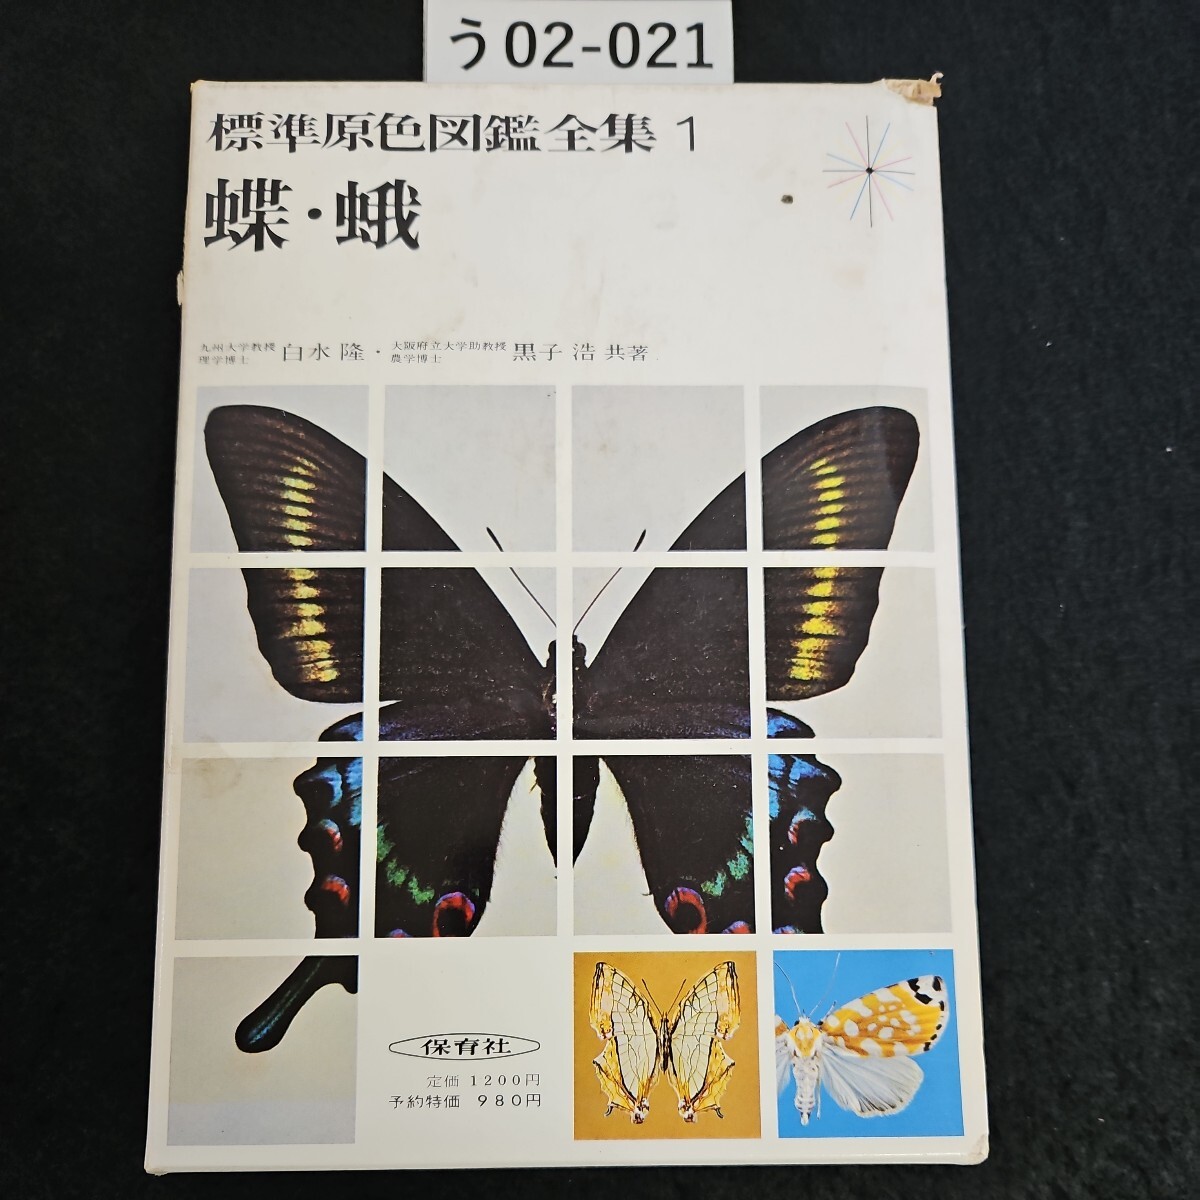 う02-021
標準原色図鑑全集 1
蝶・蛾
九州大学教授 理学博士 白水 隆・大阪府立大学助教授 農学博士 黒子 浩 共著
保育社
定価 1200円
予約特価 980円